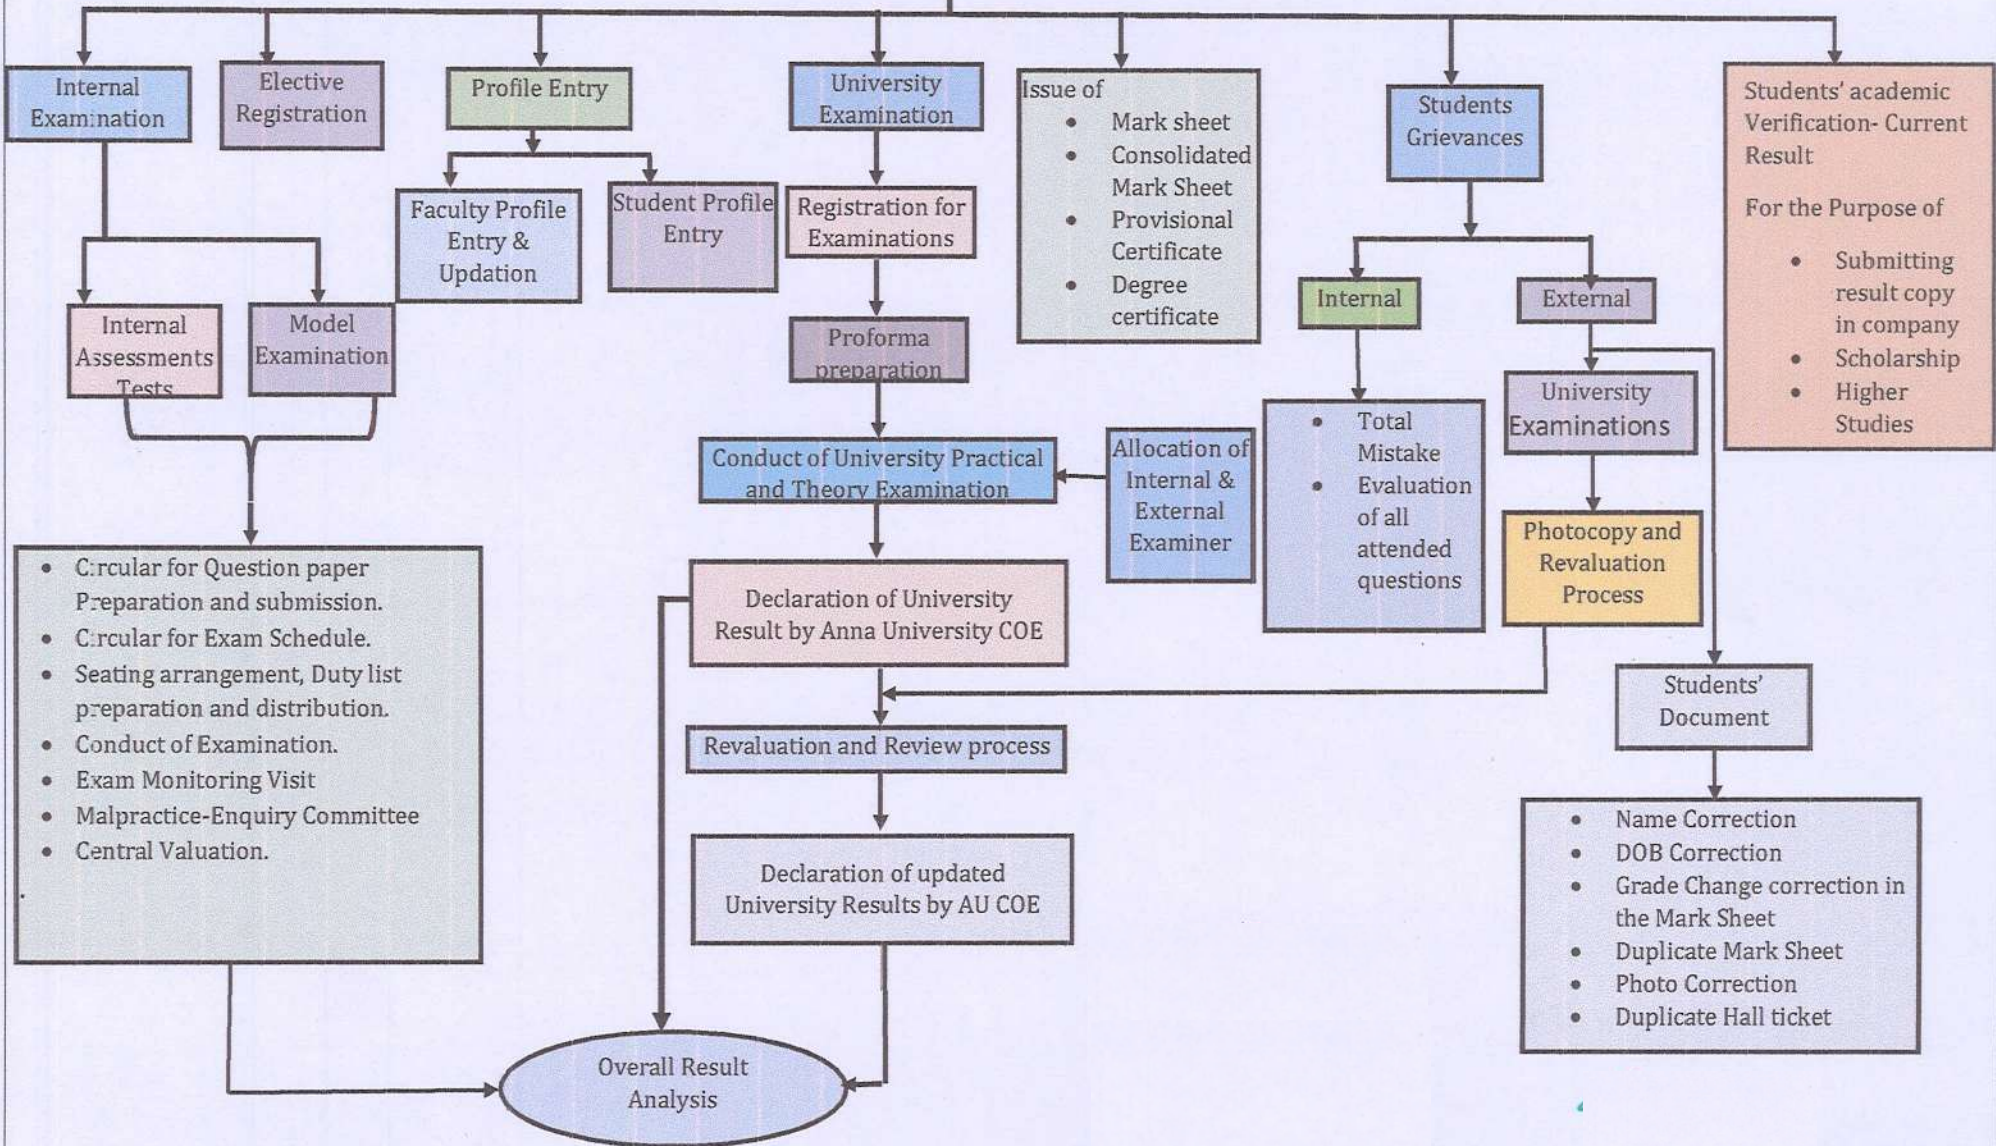 Internal
Examination
Elective
Registration
Profile Entry
University
Examination
Issue of
• Mark sheet
• Consolidated
Mark Sheet
• Provisional
Certificate
• Degree
certificate
Students
Grievances
Students’ academic
Verification- Current
Result
For the Purpose of
• Submitting
result copy
in company
• Scholarship
• Higher
Studies
Faculty Profile
Entry &
Updation
Student Profile
Entry
Registration for
Examinations
Internal
External
Internal
Assessments
Tests
Model
Examination
Proforma
preparation
University
Examinations
Conduct of University Practical
and Theory Examination
Allocation of
Internal &
External
Examiner
• Total
Mistake
• Evaluation
of all
attended
questions
Photocopy and
Revaluation
Process
• Circular for Question paper
Preparation and submission.
• Circular for Exam Schedule.
• Seating arrangement, Duty list
preparation and distribution.
• Conduct of Examination.
• Exam Monitoring Visit
• Malpractice-Enquiry Committee
• Central Valuation.
Declaration of University
Result by Anna University COE
Students’
Document
Revaluation and Review process
Declaration of updated
University Results by AU COE
• Name Correction
• DOB Correction
• Grade Change correction in
the Mark Sheet
• Duplicate Mark Sheet
• Photo Correction
• Duplicate Hall ticket
Overall Result
Analysis